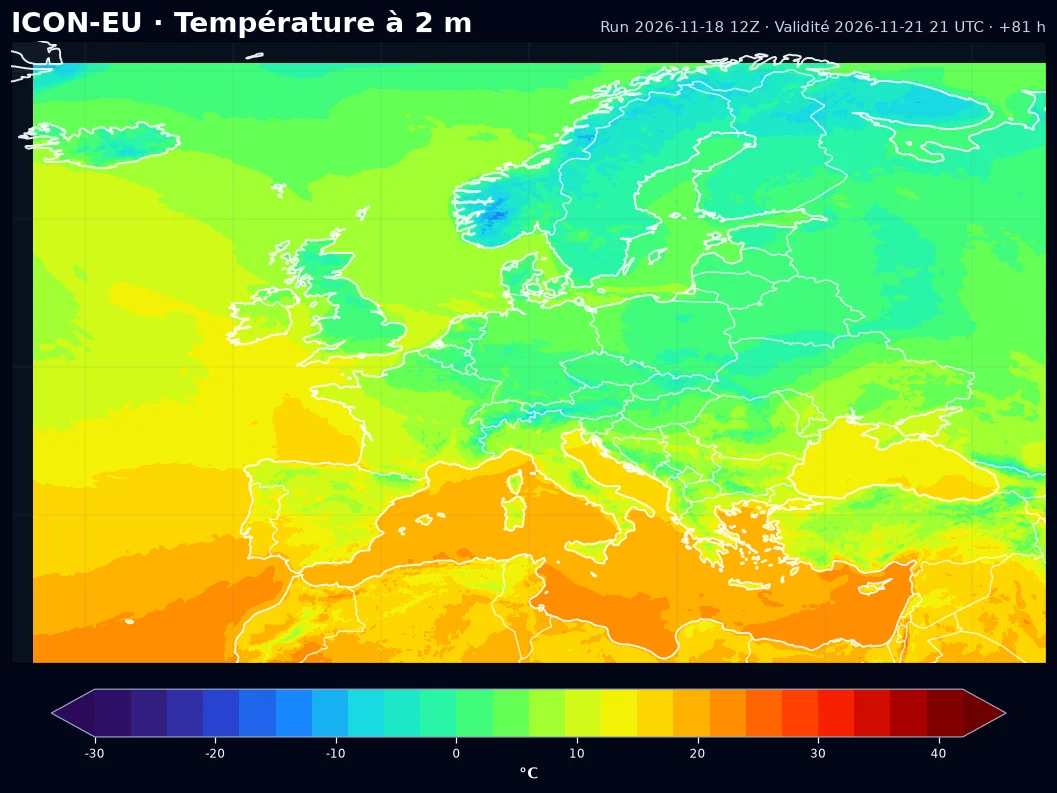 ICON-EU · Température à 2 m
Run 2026-11-18 12Z · Validité 2026-11-21 21 UTC · +81 h
-30 -20 -10 0 10 20 30 40
°C